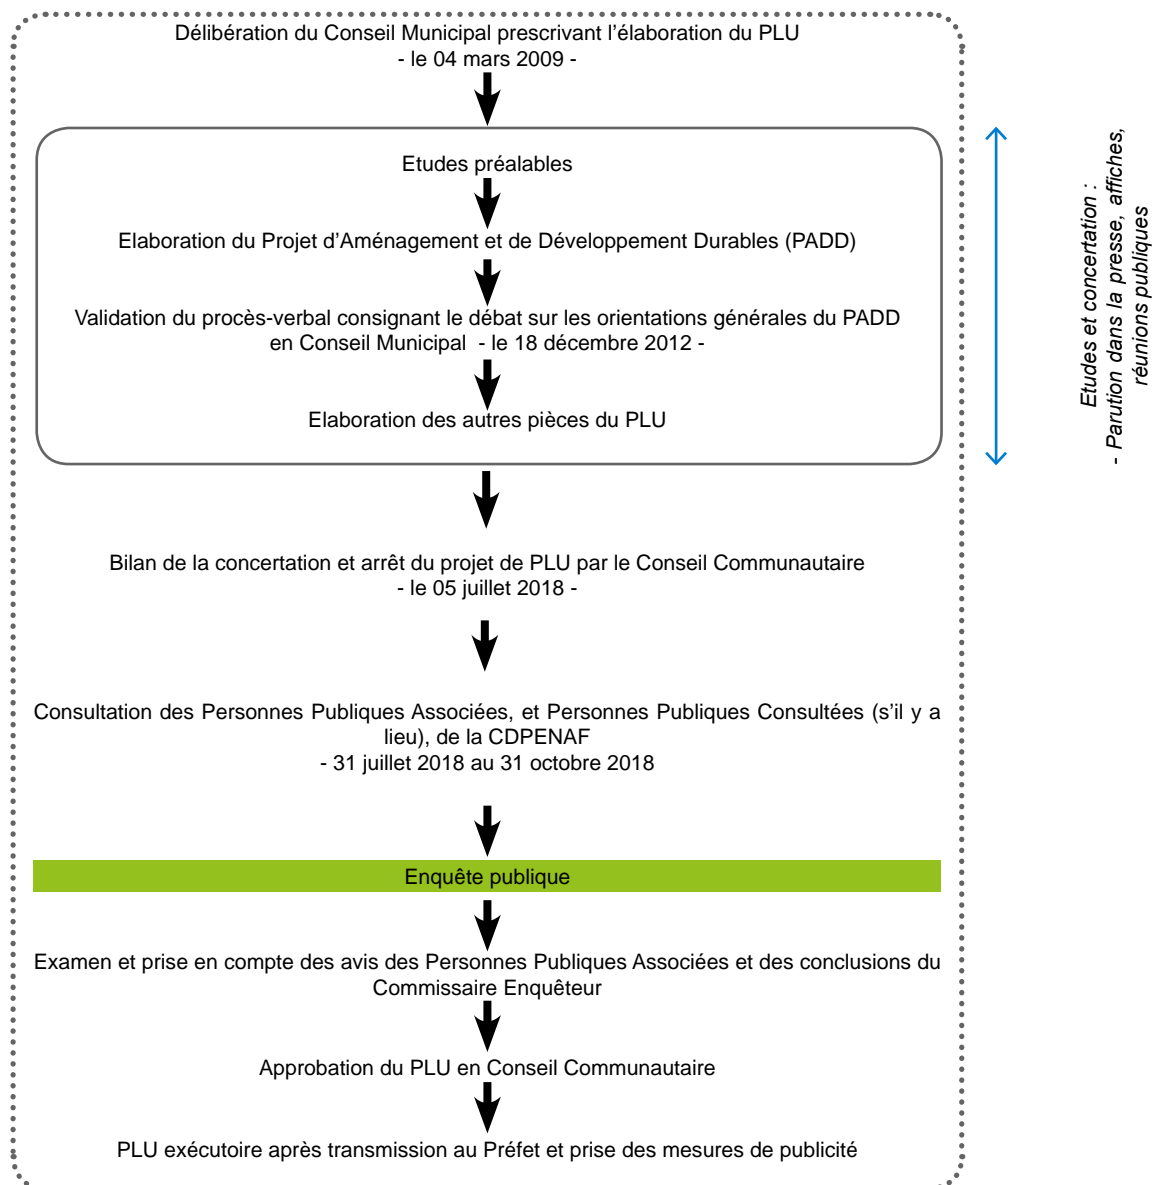 Délibération du Conseil Municipal prescrivant l'élaboration du PLU
- le 04 mars 2009 -
Etudes préalables
Elaboration du Projet d'Aménagement et de Développement Durables (PADD)
Validation du procès-verbal consignant le débat sur les orientations générales du PADD
en Conseil Municipal - le 18 décembre 2012 -
Elaboration des autres pièces du PLU
Etudes et concertation :
- Parution dans la presse, affiches,
réunions publiques
Bilan de la concertation et arrêt du projet de PLU par le Conseil Communautaire
- le 05 juillet 2018 -
Consultation des Personnes Publiques Associées, et Personnes Publiques Consultées (s'il y a
lieu), de la CDPENAF
- 31 juillet 2018 au 31 octobre 2018
Enquête publique
Examen et prise en compte des avis des Personnes Publiques Associées et des conclusions du
Commissaire Enquêteur
Approbation du PLU en Conseil Communautaire
PLU exécutoire après transmission au Préfet et prise des mesures de publicité